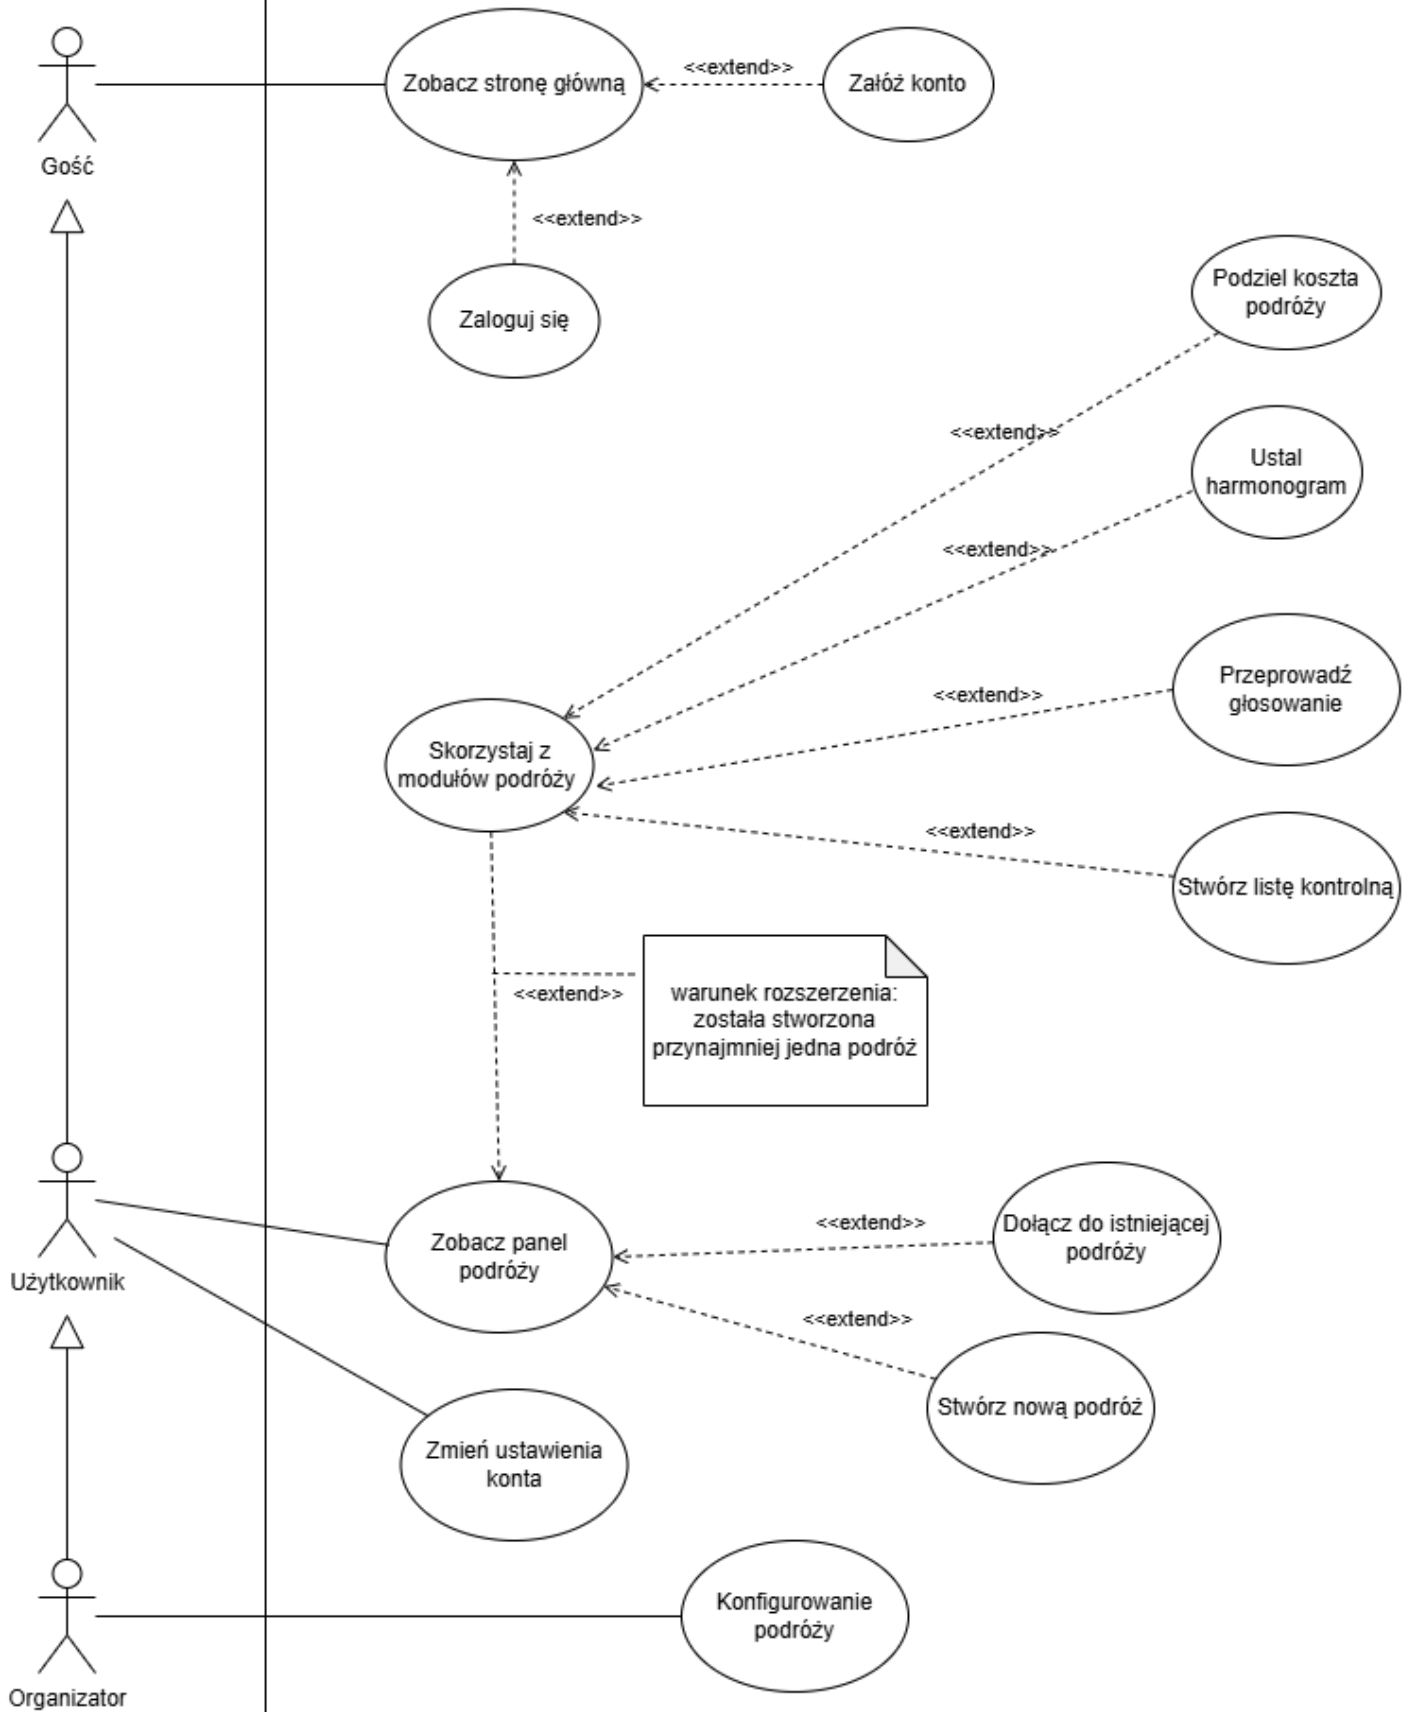 Gość
Zobacz stronę główną
<<extend>>
Załóż konto
<<extend>>
Zaloguj się
Podziel koszta
podróży
<<extend>>
Ustal
harmonogram
<<extend>>
Przeprowadź
głosowanie
<<extend>>
Skorzystaj z
modułów podróży
<<extend>>
Stwórz listę kontrolną
<<extend>>
warunek rozszerzenia:
została stworzona
przynajmniej jedna podróż
Użytkownik
Zobacz panel
podróży
<<extend>>
Dołącz do istniejącej
podróży
<<extend>>
Stwórz nową podróż
Zmień ustawienia
konta
Konfigurowanie
podróży
Organizator